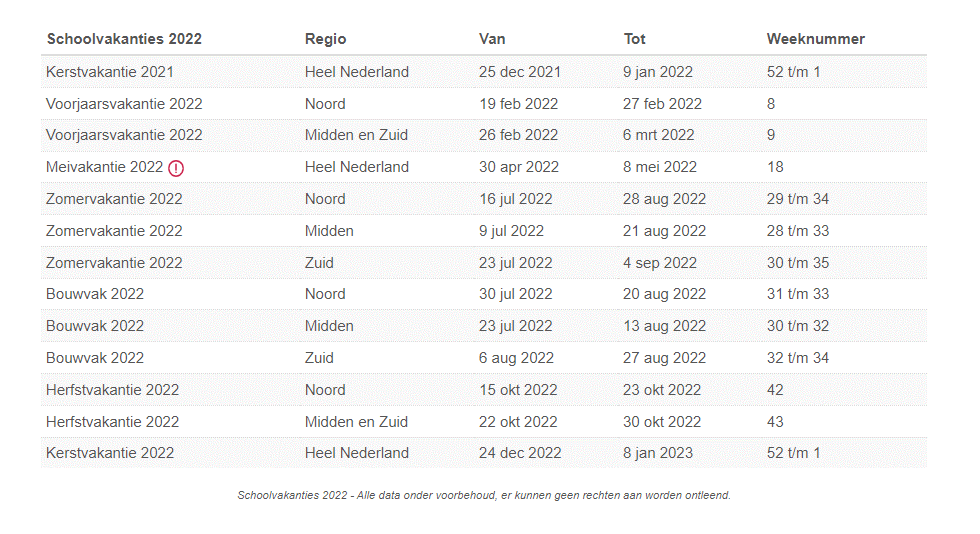 Schoolvakanties 2022 Regio Van Tot Weeknummer
Kerstvakantie 2021 Heel Nederland 25 dec 2021 9 jan 2022 52 t/m 1
Voorjaarsvakantie 2022 Noord 19 feb 2022 27 feb 2022 8
Voorjaarsvakantie 2022 Midden en Zuid 26 feb 2022 6 mrt 2022 9
Meivakantie 2022 Heel Nederland 30 apr 2022 8 mei 2022 18
Zomervakantie 2022 Noord 16 jul 2022 28 aug 2022 29 t/m 34
Zomervakantie 2022 Midden 9 jul 2022 21 aug 2022 28 t/m 33
Zomervakantie 2022 Zuid 23 jul 2022 4 sep 2022 30 t/m 35
Bouwvak 2022 Noord 30 jul 2022 20 aug 2022 31 t/m 33
Bouwvak 2022 Midden 23 jul 2022 13 aug 2022 30 t/m 32
Bouwvak 2022 Zuid 6 aug 2022 27 aug 2022 32 t/m 34
Herfstvakantie 2022 Noord 15 okt 2022 23 okt 2022 42
Herfstvakantie 2022 Midden en Zuid 22 okt 2022 30 okt 2022 43
Kerstvakantie 2022 Heel Nederland 24 dec 2022 8 jan 2023 52 t/m 1
Schoolvakanties 2022 - Alle data onder voorbehoud, er kunnen geen rechten aan worden ontleend.